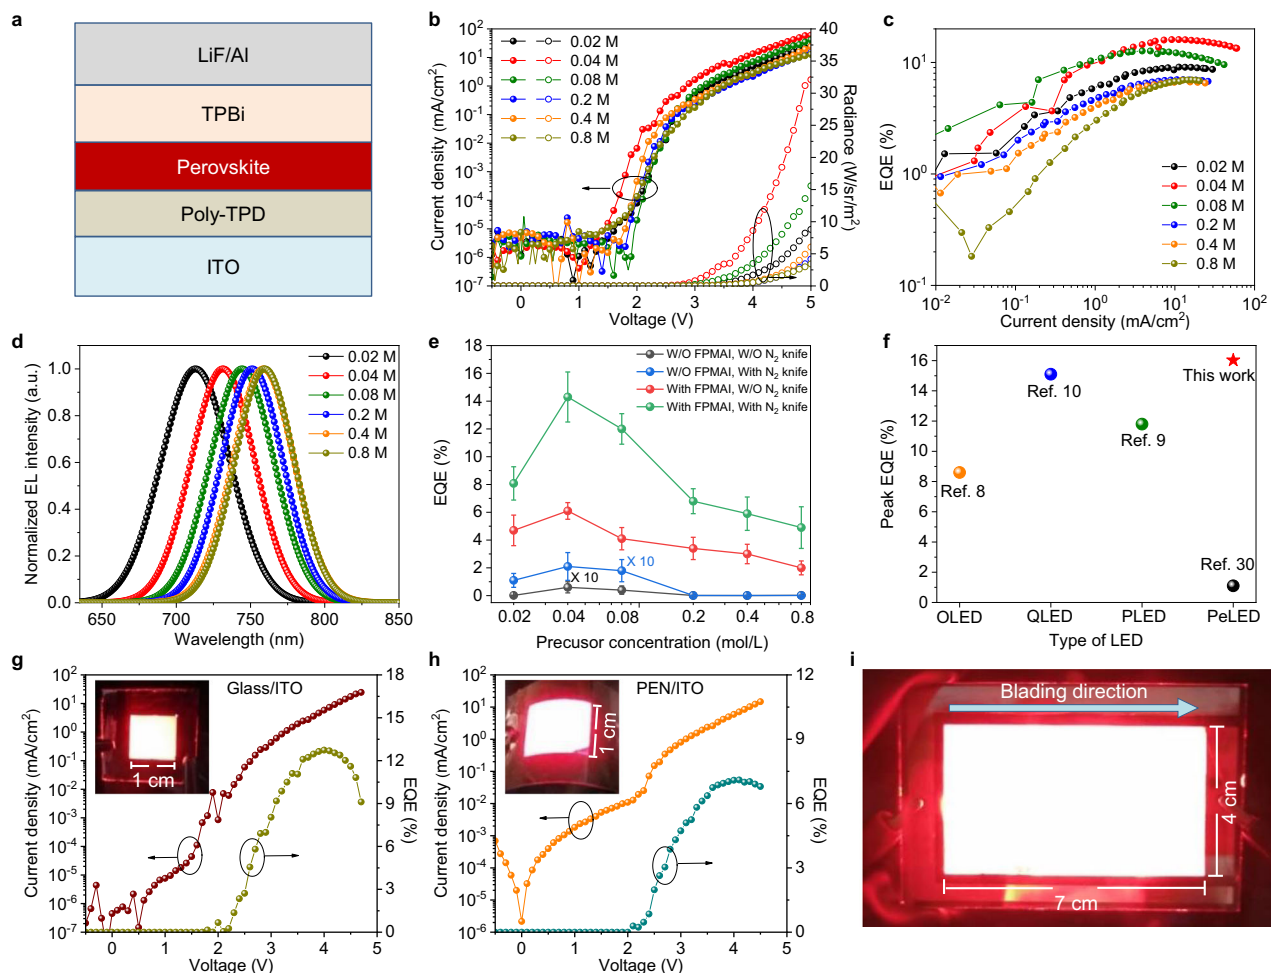 a
LiF/Al
TPBi
Perovskite
Poly-TPD
ITO
b
Current density (mA/cm²)
10²
10¹
10⁰
10⁻¹
10⁻²
10⁻³
10⁻⁴
10⁻⁵
10⁻⁶
10⁻⁷
0.02 M
0.04 M
0.08 M
0.2 M
0.4 M
0.8 M
40
35
30
25
20
15
10
5
0
Radiance (W/sr/m²)
0 1 2 3 4 5
Voltage (V)
c
EQE (%)
10¹
10⁰
10⁻¹
0.02 M
0.04 M
0.08 M
0.2 M
0.4 M
0.8 M
10⁻² 10⁻¹ 10⁰ 10¹ 10²
Current density (mA/cm²)
d
Normalized EL intensity (a.u.)
1.0
0.8
0.6
0.4
0.2
0.0
0.02 M
0.04 M
0.08 M
0.2 M
0.4 M
0.8 M
650 700 750 800 850
Wavelength (nm)
e
EQE (%)
18
16
14
12
10
8
6
4
2
0
W/O FPMAI, W/O N₂ knife
W/O FPMAI, With N₂ knife
With FPMAI, W/O N₂ knife
With FPMAI, With N₂ knife
X 10
X 10
0.02 0.04 0.08 0.2 0.4 0.8
Precusor concentration (mol/L)
f
Peak EQE (%)
16
14
12
10
8
6
4
2
0
This work
Ref. 10
Ref. 9
Ref. 8
Ref. 30
OLED QLED PLED PeLED
Type of LED
g
Current density (mA/cm²)
10²
10¹
10⁰
10⁻¹
10⁻²
10⁻³
10⁻⁴
10⁻⁵
10⁻⁶
10⁻⁷
Glass/ITO
1 cm
18
15
12
9
6
3
0
EQE (%)
0 1 2 3 4 5
Voltage (V)
h
Current density (mA/cm²)
10²
10¹
10⁰
10⁻¹
10⁻²
10⁻³
10⁻⁴
10⁻⁵
10⁻⁶
PEN/ITO
1 cm
12
9
6
3
0
EQE (%)
0 1 2 3 4 5
Voltage (V)
i
Blading direction
4 cm
7 cm